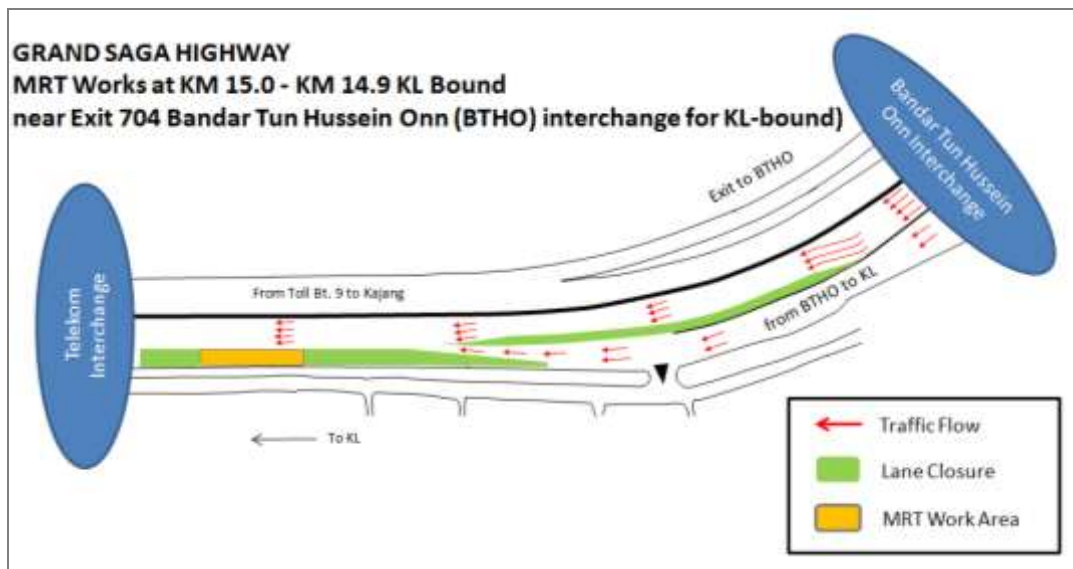 GRAND SAGA HIGHWAY
MRT Works at KM 15.0 - KM 14.9 KL Bound
near Exit 704 Bandar Tun Hussein Onn (BTHO) interchange for KL-bound)
Bandar Tun Hussein
Onn Interchange
Exit to BTHO
Telekom
Interchange
From Toll Bt. 9 to Kajang
from BTHO to KL
To KL
Traffic Flow
Lane Closure
MRT Work Area